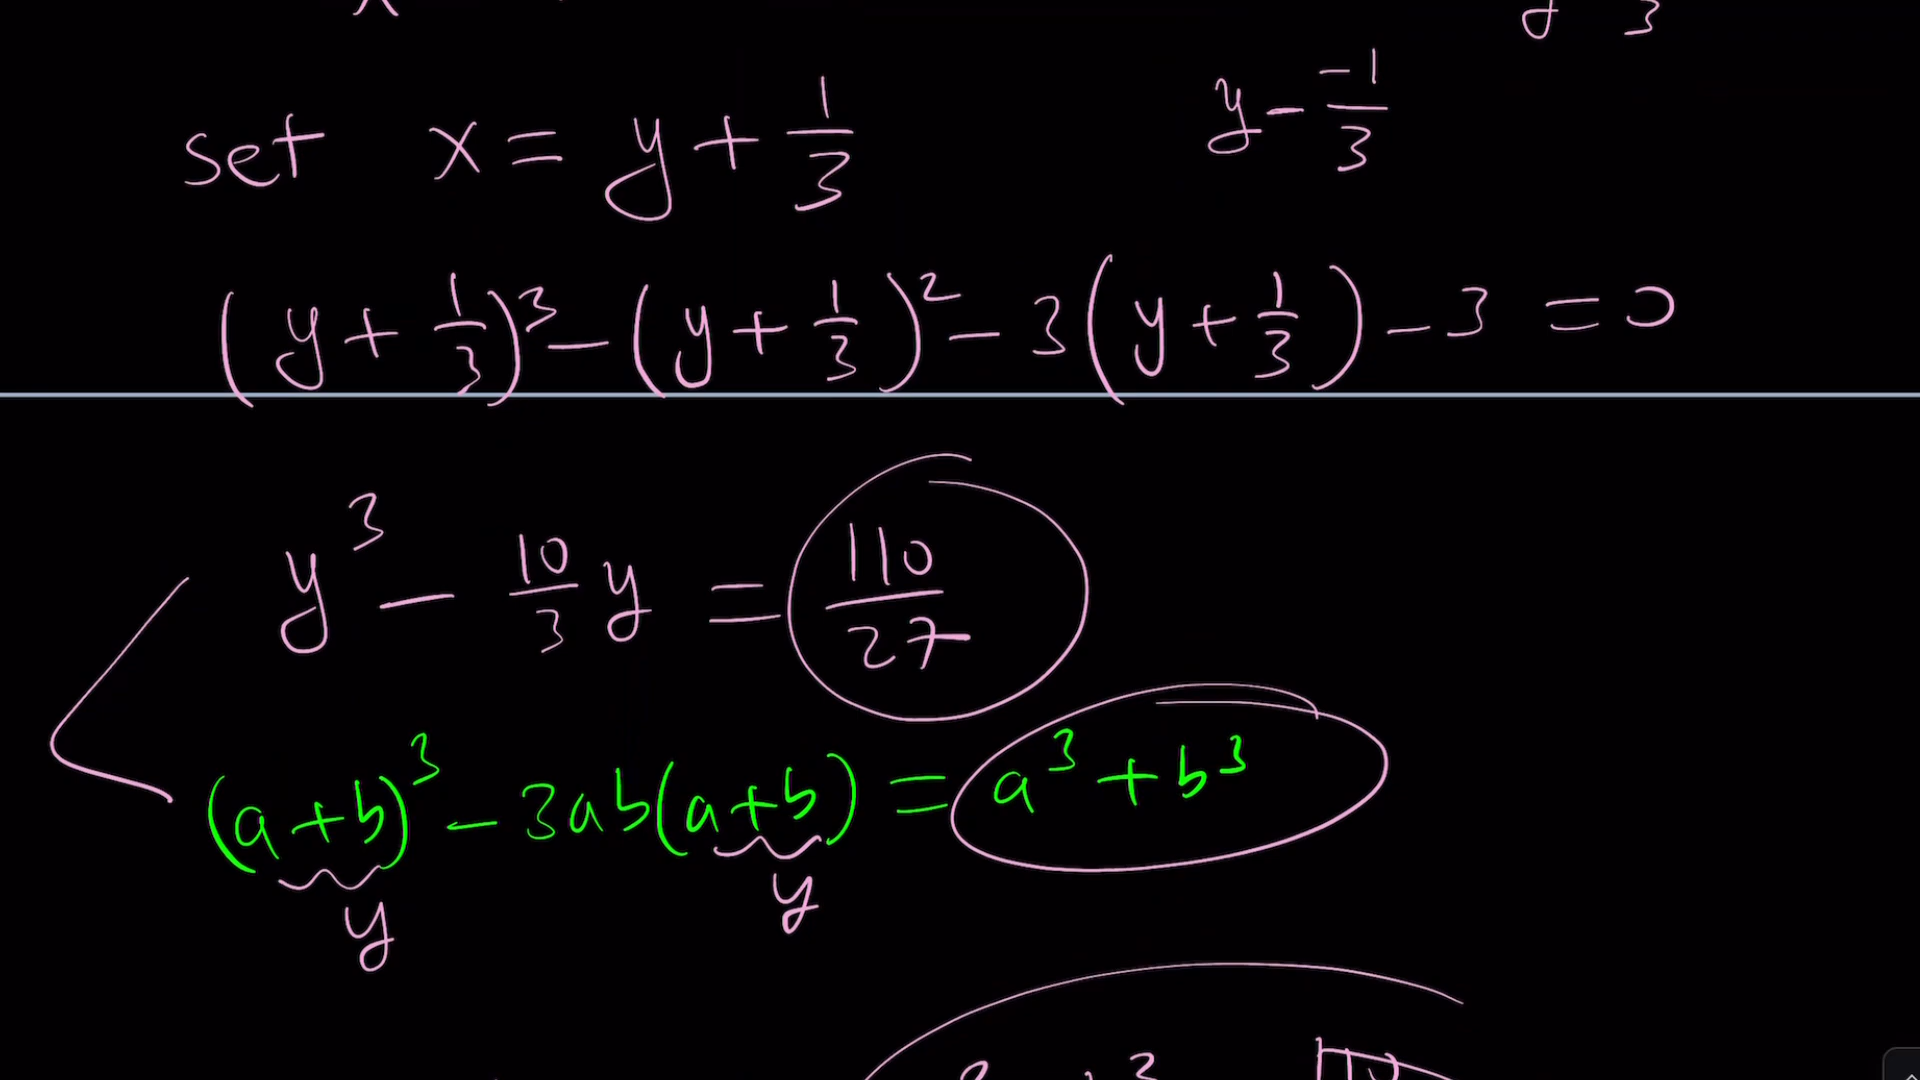 set x = y + 1/3
y - -1/3
(y + 1/3)³ - (y + 1/3)² - 3(y + 1/3) - 3 = 0
y³ - 10/3 y = 110/27
(a+b)³ - 3ab(a+b) = a³ + b³
y y